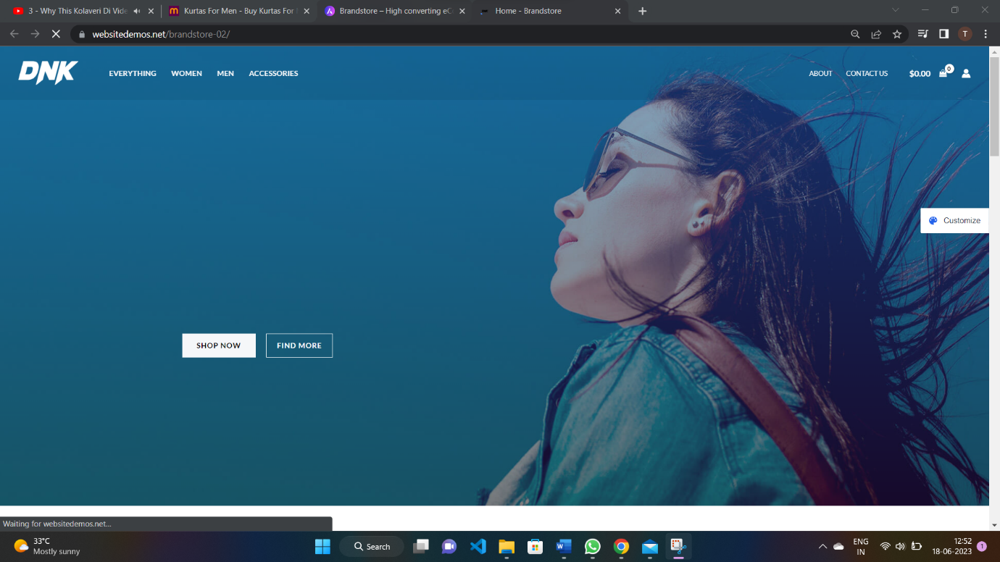 3 - Why This Kolaveri Di Vide
Kurtas For Men - Buy Kurtas For
Brandstore – High converting eC
Home - Brandstore
websitedemos.net/brandstore-02/
T
DNK
EVERYTHING WOMEN MEN ACCESSORIES
ABOUT CONTACT US $0.00 0
Customize
SHOP NOW FIND MORE
Waiting for websitedemos.net...
33°C
Mostly sunny
Search
ENG
IN
12:52
18-06-2023
1